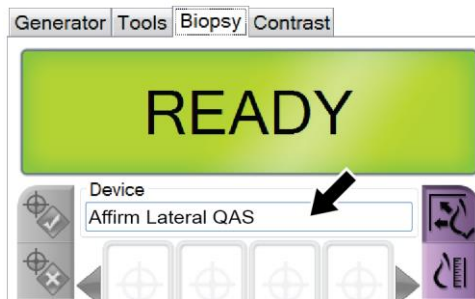 Generator Tools Biopsy Contrast
READY
Device
Affirm Lateral QAS